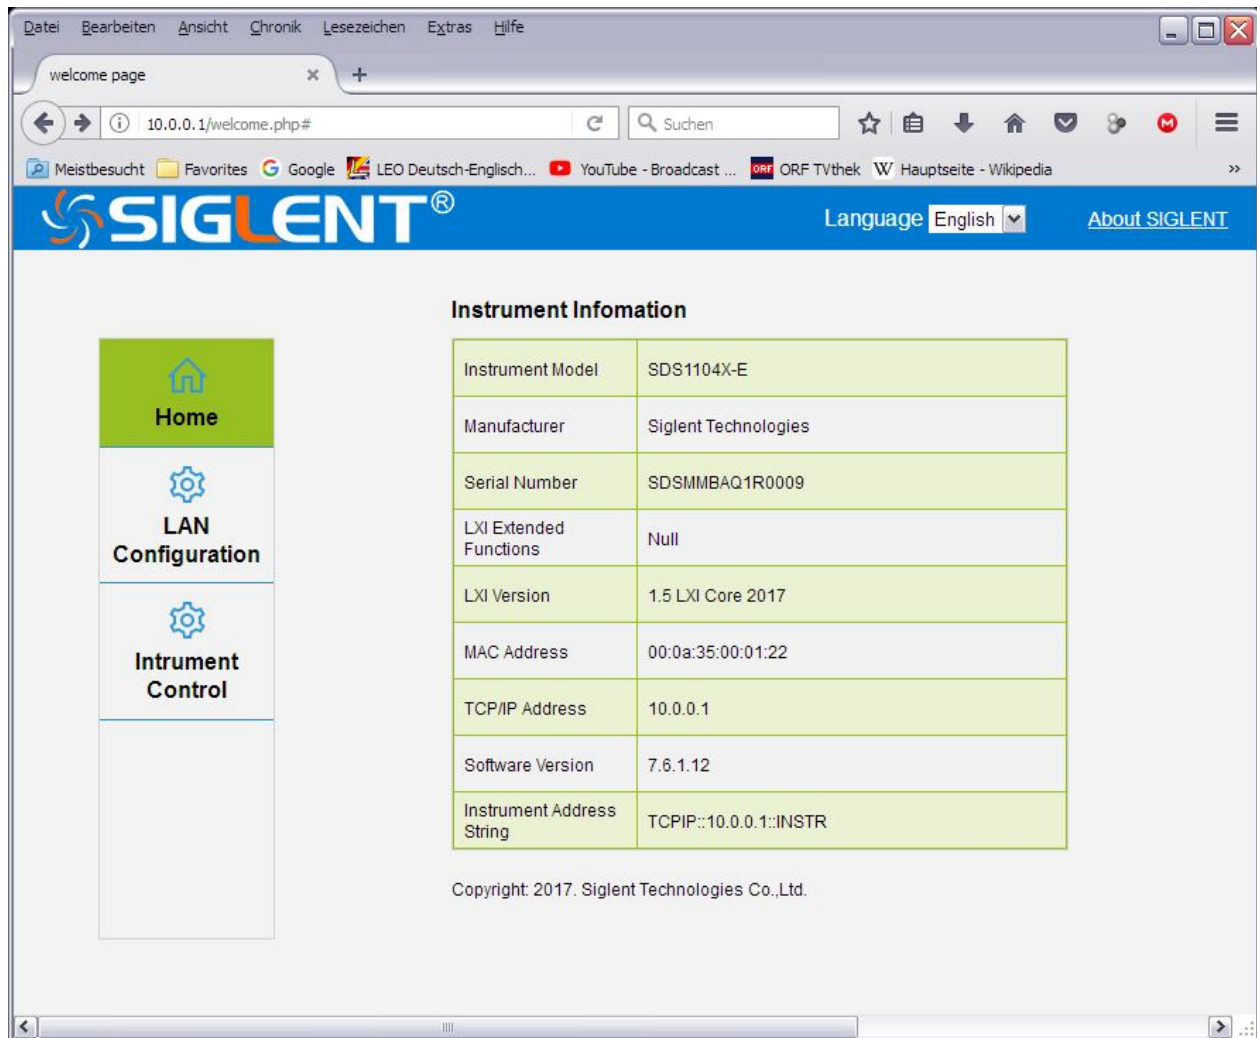 Datei Bearbeiten Ansicht Chronik Lesezeichen Extras Hilfe
welcome page
10.0.0.1/welcome.php#
Suchen
Meistbesucht Favorites Google LEO Deutsch-Englisch... YouTube - Broadcast ... ORF ORF TVthek W Hauptseite - Wikipedia
SIGLENT®
Language English
About SIGLENT
Home
LAN
Configuration
Intrument
Control
Instrument Infomation
Instrument Model SDS1104X-E
Manufacturer Siglent Technologies
Serial Number SDSMMBAQ1R0009
LXI Extended
Functions
Null
LXI Version 1.5 LXI Core 2017
MAC Address 00:0a:35:00:01:22
TCP/IP Address 10.0.0.1
Software Version 7.6.1.12
Instrument Address
String
TCPIP::10.0.0.1::INSTR
Copyright: 2017. Siglent Technologies Co.,Ltd.